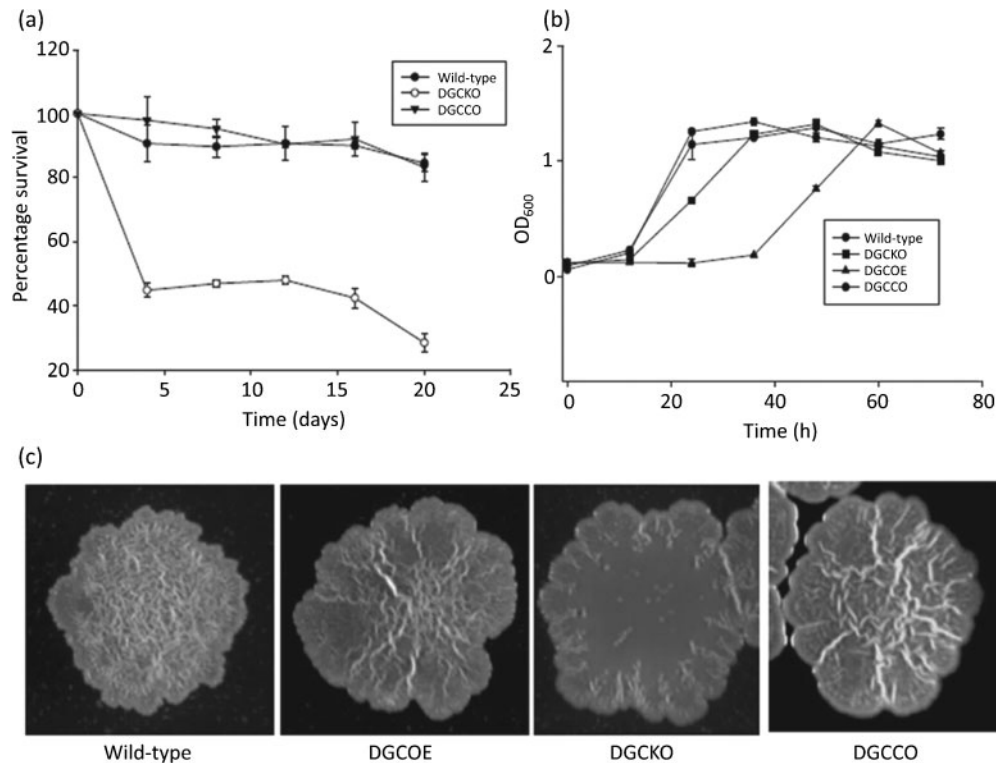 (a)
120
100
80
60
40
20
0
5
10
15
20
25
Percentage survival
Time (days)
Wild-type
DGCKO
DGCCO
(b)
2
1
0
0
20
40
60
80
OD600
Time (h)
Wild-type
DGCKO
DGCOE
DGCCO
(c)
Wild-type
DGCOE
DGCKO
DGCCO